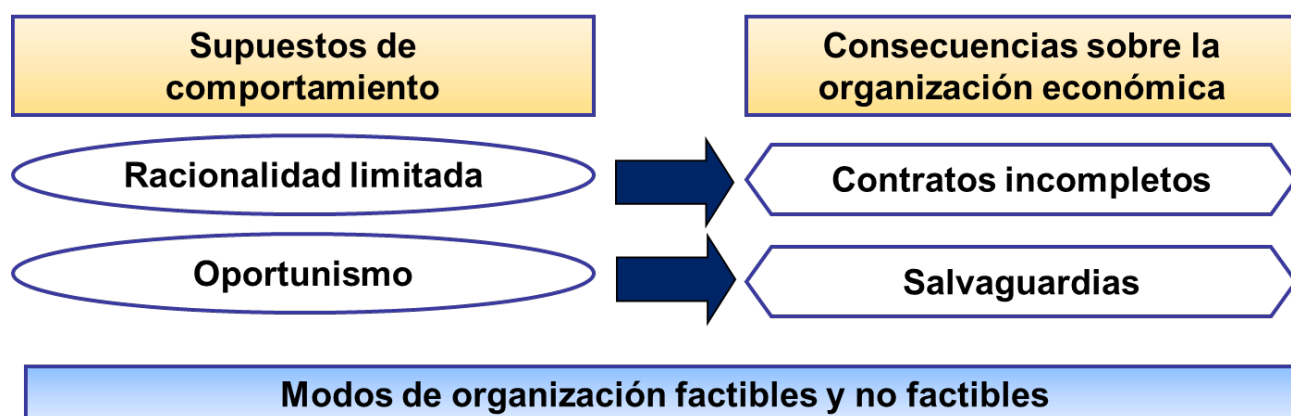 Supuestos de
comportamiento
Consecuencias sobre la
organización económica
Racionalidad limitada
Contratos incompletos
Oportunismo
Salvaguardias
Modos de organización factibles y no factibles